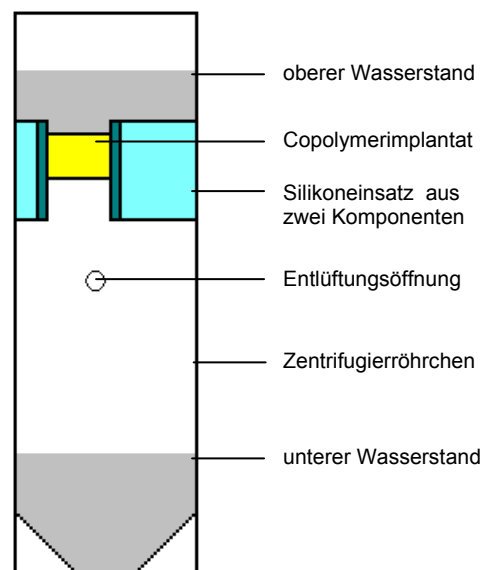 oberer Wasserstand
Copolymerimplantat
Silikoneinsatz aus
zwei Komponenten
Entlüftungsöffnung
Zentrifugierröhrchen
unterer Wasserstand